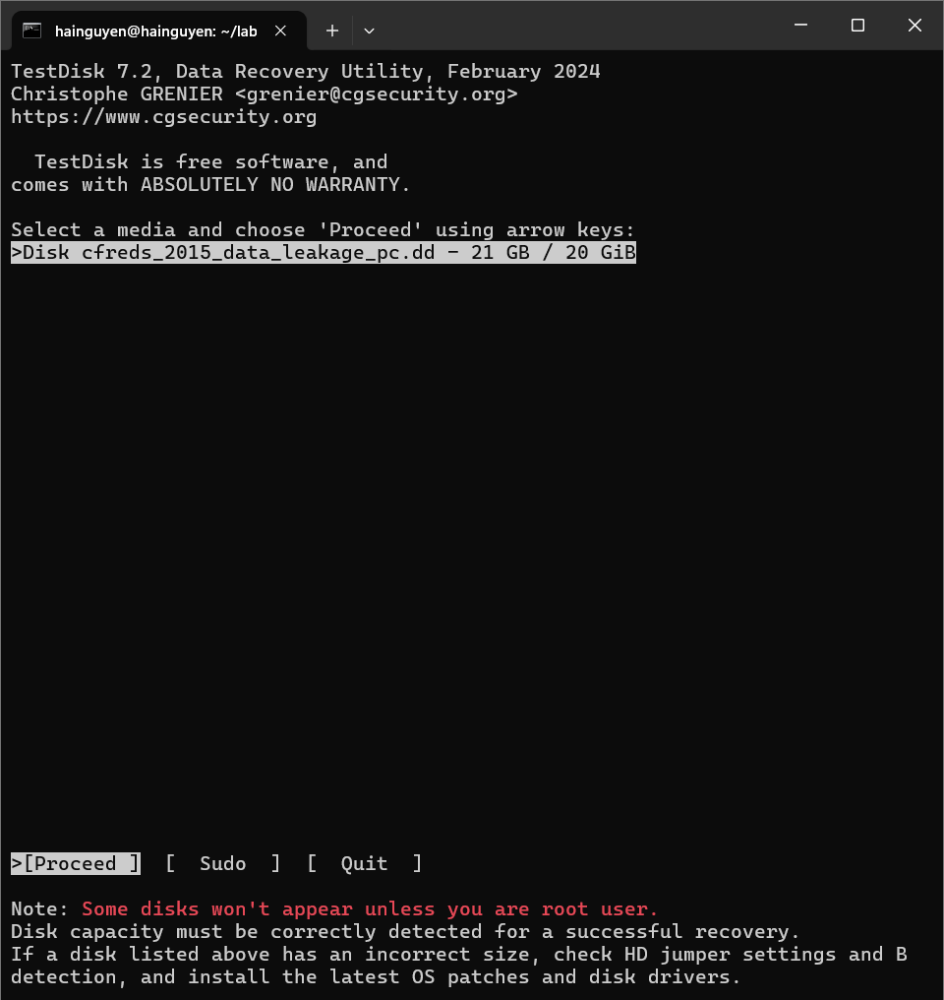 hainguyen@hainguyen: ~/lab
TestDisk 7.2, Data Recovery Utility, February 2024
Christophe GRENIER <grenier@cgsecurity.org>
https://www.cgsecurity.org
TestDisk is free software, and
comes with ABSOLUTELY NO WARRANTY.
Select a media and choose 'Proceed' using arrow keys:
>Disk cfreds_2015_data_leakage_pc.dd - 21 GB / 20 GiB
>[Proceed ]  [  Sudo  ]  [  Quit  ]
Note: Some disks won't appear unless you are root user.
Disk capacity must be correctly detected for a successful recovery.
If a disk listed above has an incorrect size, check HD jumper settings and B
detection, and install the latest OS patches and disk drivers.